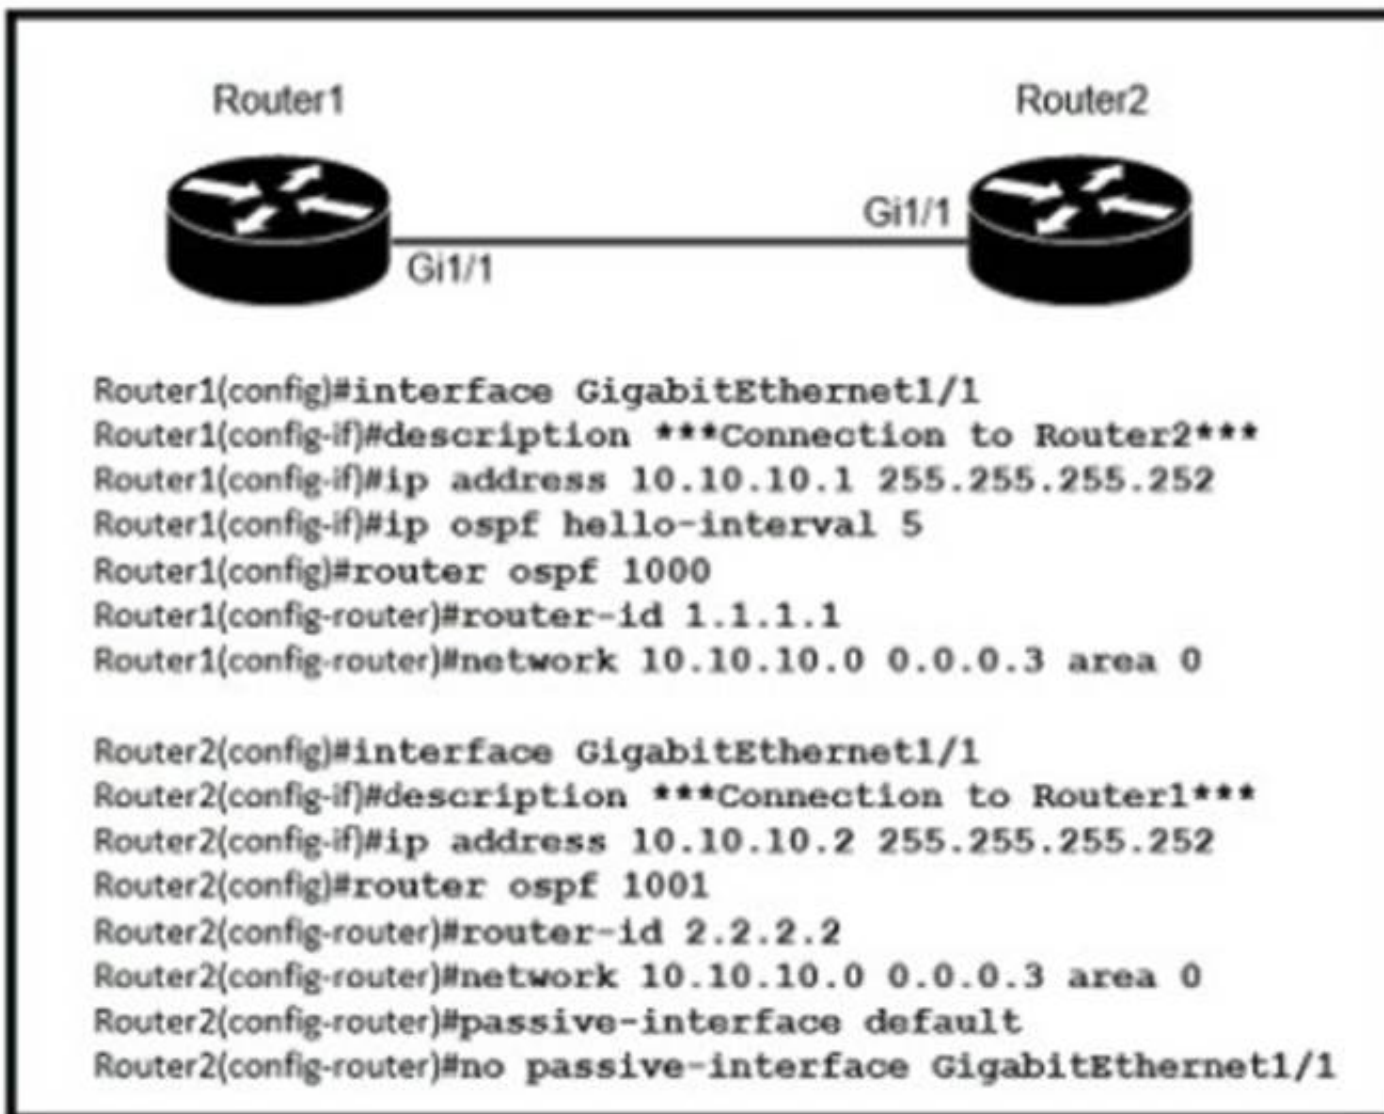 Router1
Router2
Gi1/1
Gi1/1
Router1(config)#interface GigabitEthernet1/1
Router1(config-if)#description ***Connection to Router2***
Router1(config-if)#ip address 10.10.10.1 255.255.255.252
Router1(config-if)#ip ospf hello-interval 5
Router1(config)#router ospf 1000
Router1(config-router)#router-id 1.1.1.1
Router1(config-router)#network 10.10.10.0 0.0.0.3 area 0
Router2(config)#interface GigabitEthernet1/1
Router2(config-if)#description ***Connection to Router1***
Router2(config-if)#ip address 10.10.10.2 255.255.255.252
Router2(config)#router ospf 1001
Router2(config-router)#router-id 2.2.2.2
Router2(config-router)#network 10.10.10.0 0.0.0.3 area 0
Router2(config-router)#passive-interface default
Router2(config-router)#no passive-interface GigabitEthernet1/1